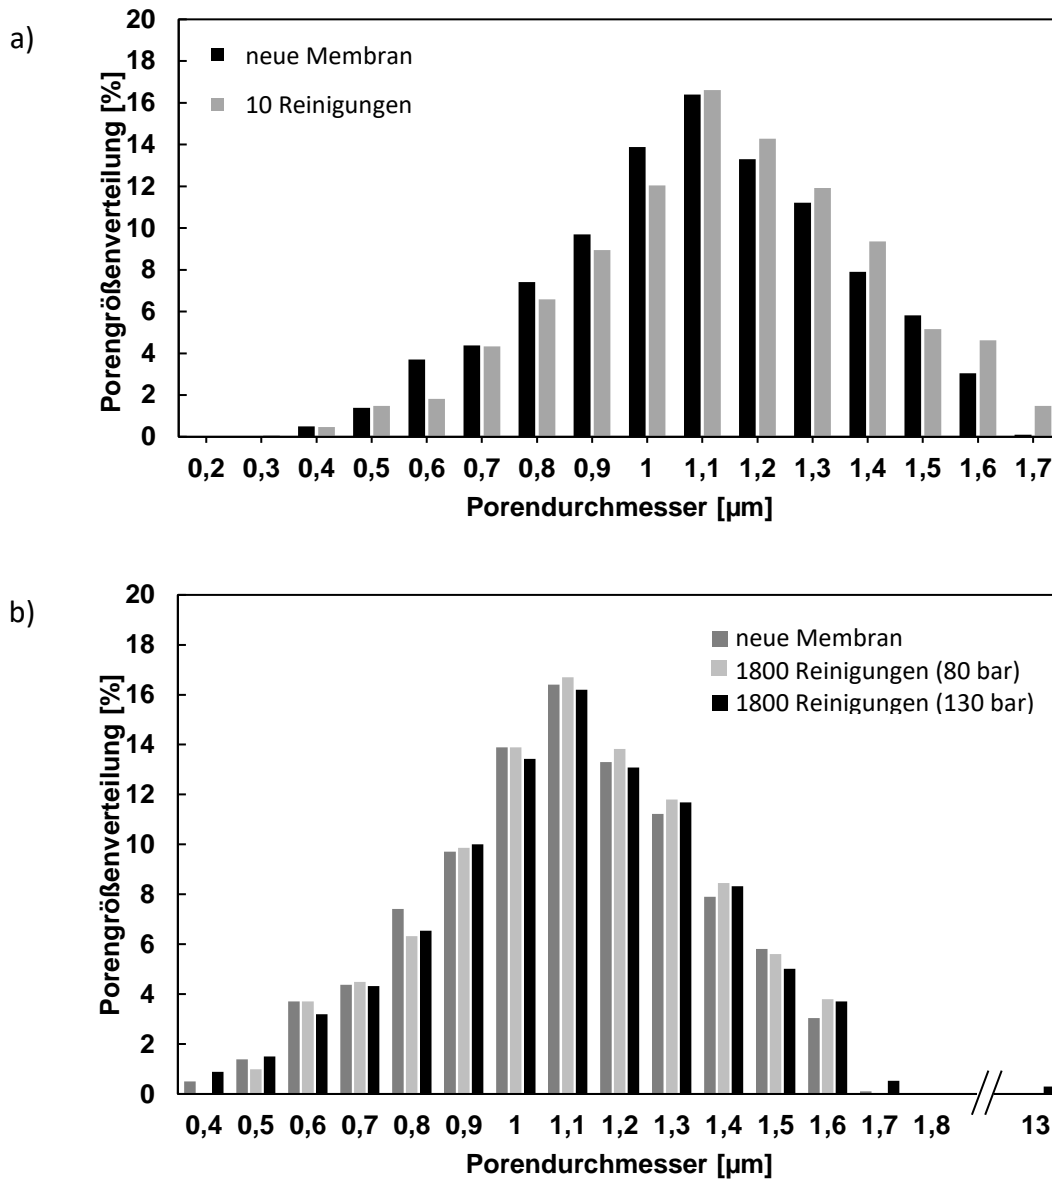 a)
Porengrößenverteilung [%]
20
18
16
14
12
10
8
6
4
2
0
neue Membran
10 Reinigungen
0,2 0,3 0,4 0,5 0,6 0,7 0,8 0,9 1 1,1 1,2 1,3 1,4 1,5 1,6 1,7
Porendurchmesser [µm]
b)
Porengrößenverteilung [%]
20
18
16
14
12
10
8
6
4
2
0
neue Membran
1800 Reinigungen (80 bar)
1800 Reinigungen (130 bar)
0,4 0,5 0,6 0,7 0,8 0,9 1 1,1 1,2 1,3 1,4 1,5 1,6 1,7 1,8 13
Porendurchmesser [µm]